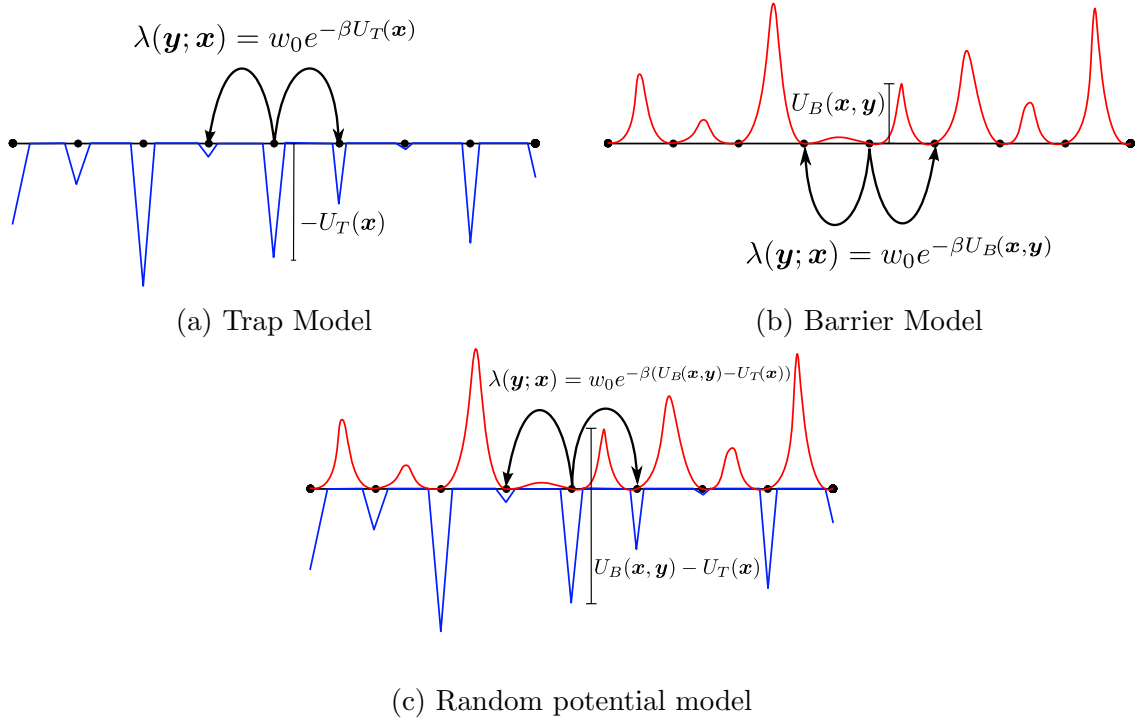 λ(y; x) = w₀e^{-βU_T(x)}
-U_T(x)
(a) Trap Model
U_B(x, y)
λ(y; x) = w₀e^{-βU_B(x,y)}
(b) Barrier Model
λ(y; x) = w₀e^{-β(U_B(x,y)-U_T(x))}
U_B(x, y) - U_T(x)
(c) Random potential model